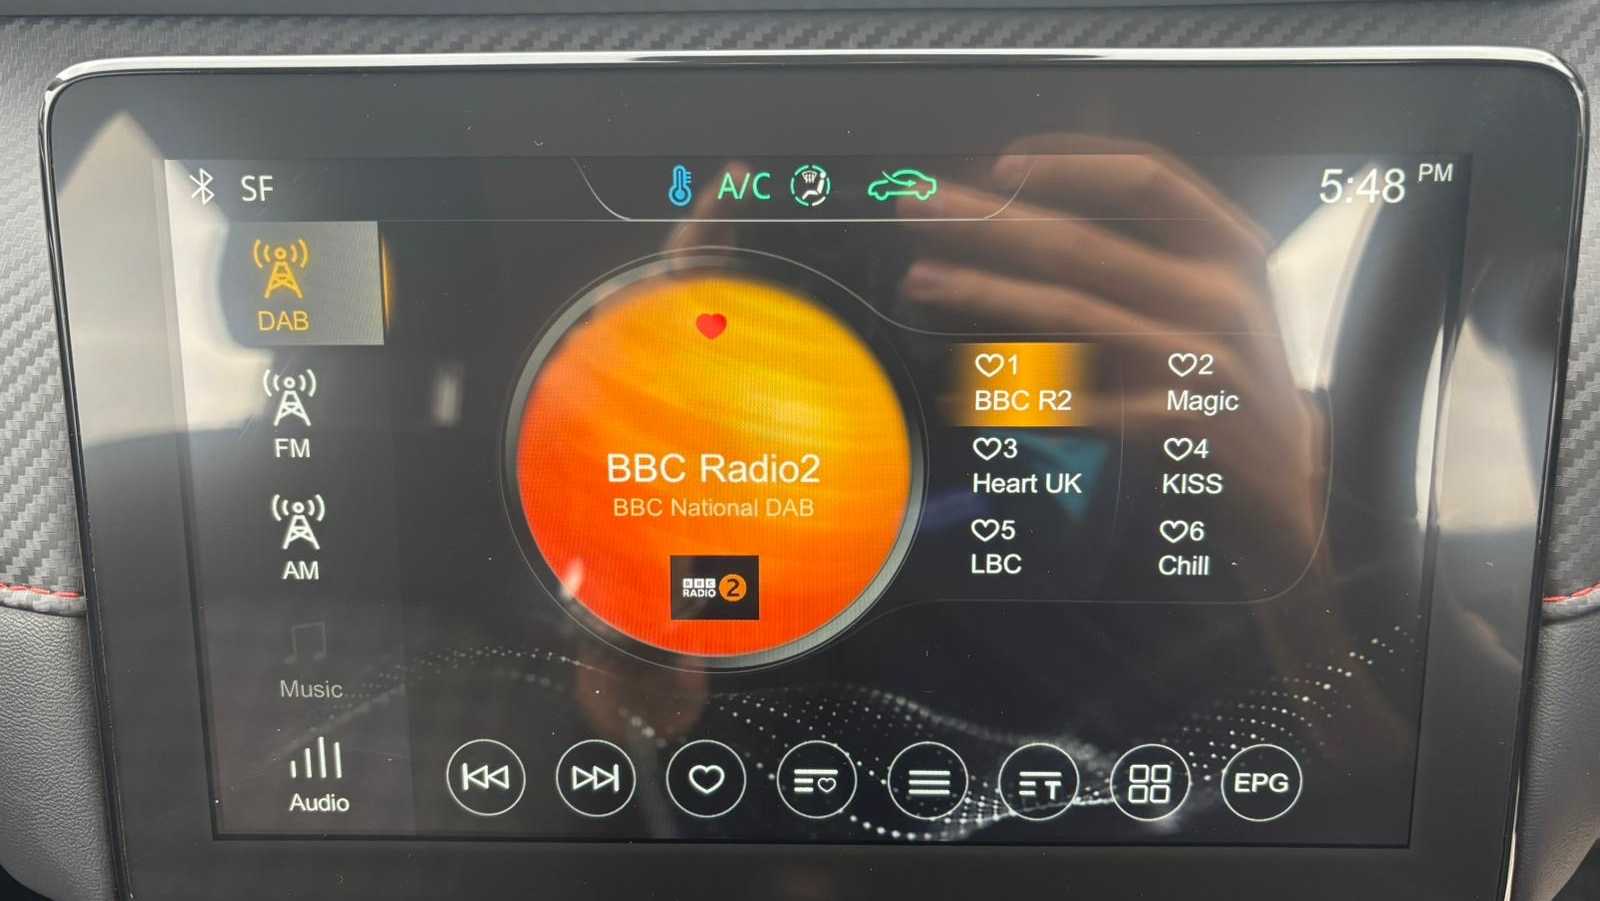 SF
A/C
5:48 PM
DAB
FM
AM
Music
Audio
BBC Radio2
BBC National DAB
BBC
RADIO 2
1
BBC R2
2
Magic
3
Heart UK
4
KISS
5
LBC
6
Chill
T
EPG